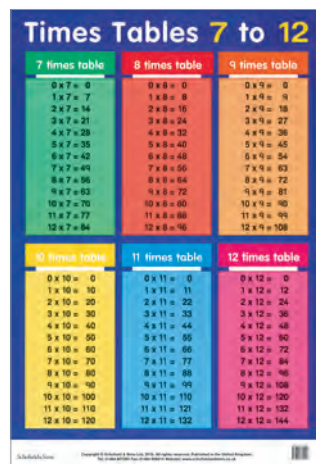 Times Tables 7 to 12
7 times table
0 x 7 = 0
1 x 7 = 7
2 x 7 = 14
3 x 7 = 21
4 x 7 = 28
5 x 7 = 35
6 x 7 = 42
7 x 7 = 49
8 x 7 = 56
9 x 7 = 63
10 x 7 = 70
11 x 7 = 77
12 x 7 = 84
8 times table
0 x 8 = 0
1 x 8 = 8
2 x 8 = 16
3 x 8 = 24
4 x 8 = 32
5 x 8 = 40
6 x 8 = 48
7 x 8 = 56
8 x 8 = 64
9 x 8 = 72
10 x 8 = 80
11 x 8 = 88
12 x 8 = 96
9 times table
0 x 9 = 0
1 x 9 = 9
2 x 9 = 18
3 x 9 = 27
4 x 9 = 36
5 x 9 = 45
6 x 9 = 54
7 x 9 = 63
8 x 9 = 72
9 x 9 = 81
10 x 9 = 90
11 x 9 = 99
12 x 9 = 108
10 times table
0 x 10 = 0
1 x 10 = 10
2 x 10 = 20
3 x 10 = 30
4 x 10 = 40
5 x 10 = 50
6 x 10 = 60
7 x 10 = 70
8 x 10 = 80
9 x 10 = 90
10 x 10 = 100
11 x 10 = 110
12 x 10 = 120
11 times table
0 x 11 = 0
1 x 11 = 11
2 x 11 = 22
3 x 11 = 33
4 x 11 = 44
5 x 11 = 55
6 x 11 = 66
7 x 11 = 77
8 x 11 = 88
9 x 11 = 99
10 x 11 = 110
11 x 11 = 121
12 x 11 = 132
12 times table
0 x 12 = 0
1 x 12 = 12
2 x 12 = 24
3 x 12 = 36
4 x 12 = 48
5 x 12 = 60
6 x 12 = 72
7 x 12 = 84
8 x 12 = 96
9 x 12 = 108
10 x 12 = 120
11 x 12 = 132
12 x 12 = 144